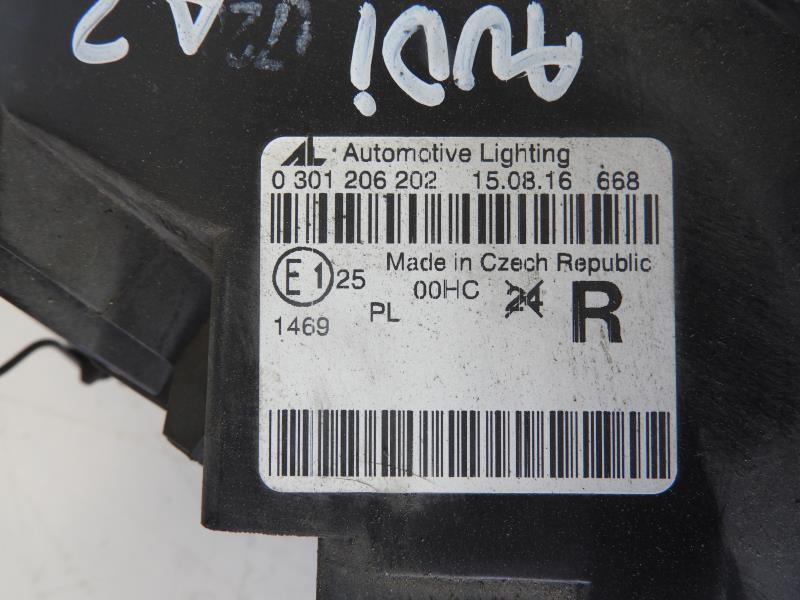 AUDi
AL Automotive Lighting
0 301 206 202 15.08.16 668
Made in Czech Republic
E1 25 00HC 24 R
1469 PL